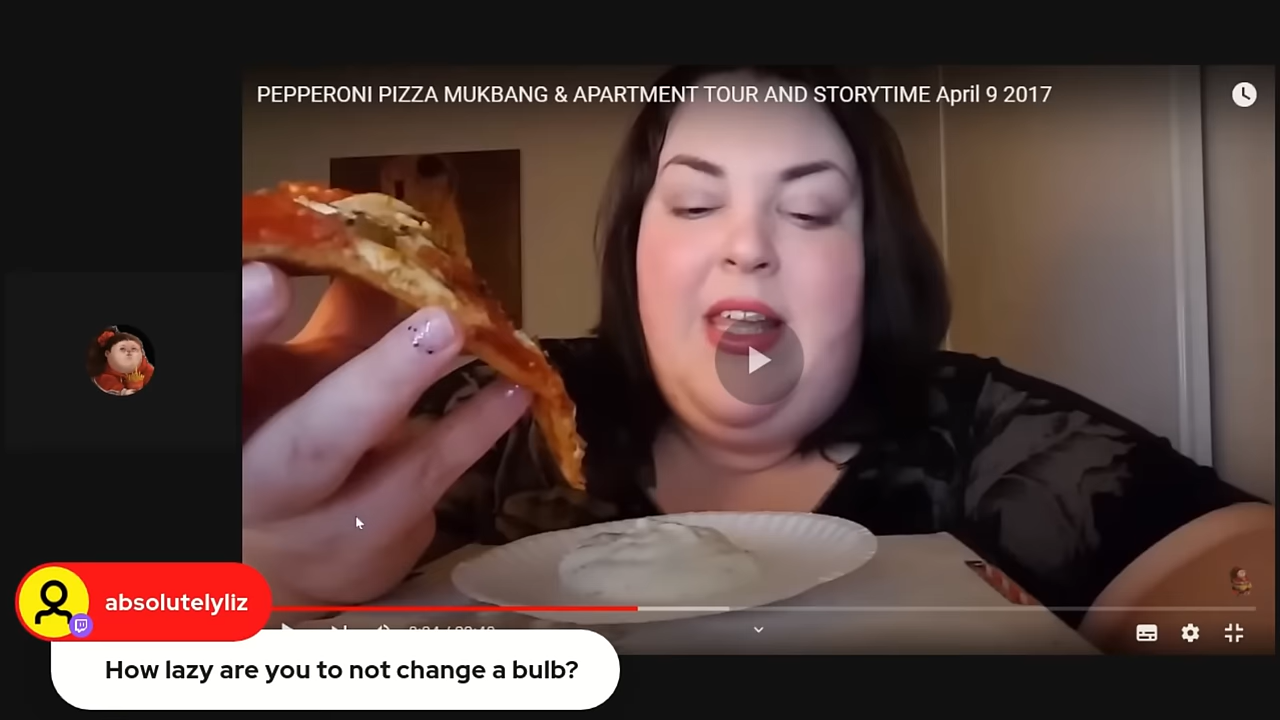 PEPPERONI PIZZA MUKBANG & APARTMENT TOUR AND STORYTIME April 9 2017
absolutelyliz
How lazy are you to not change a bulb?